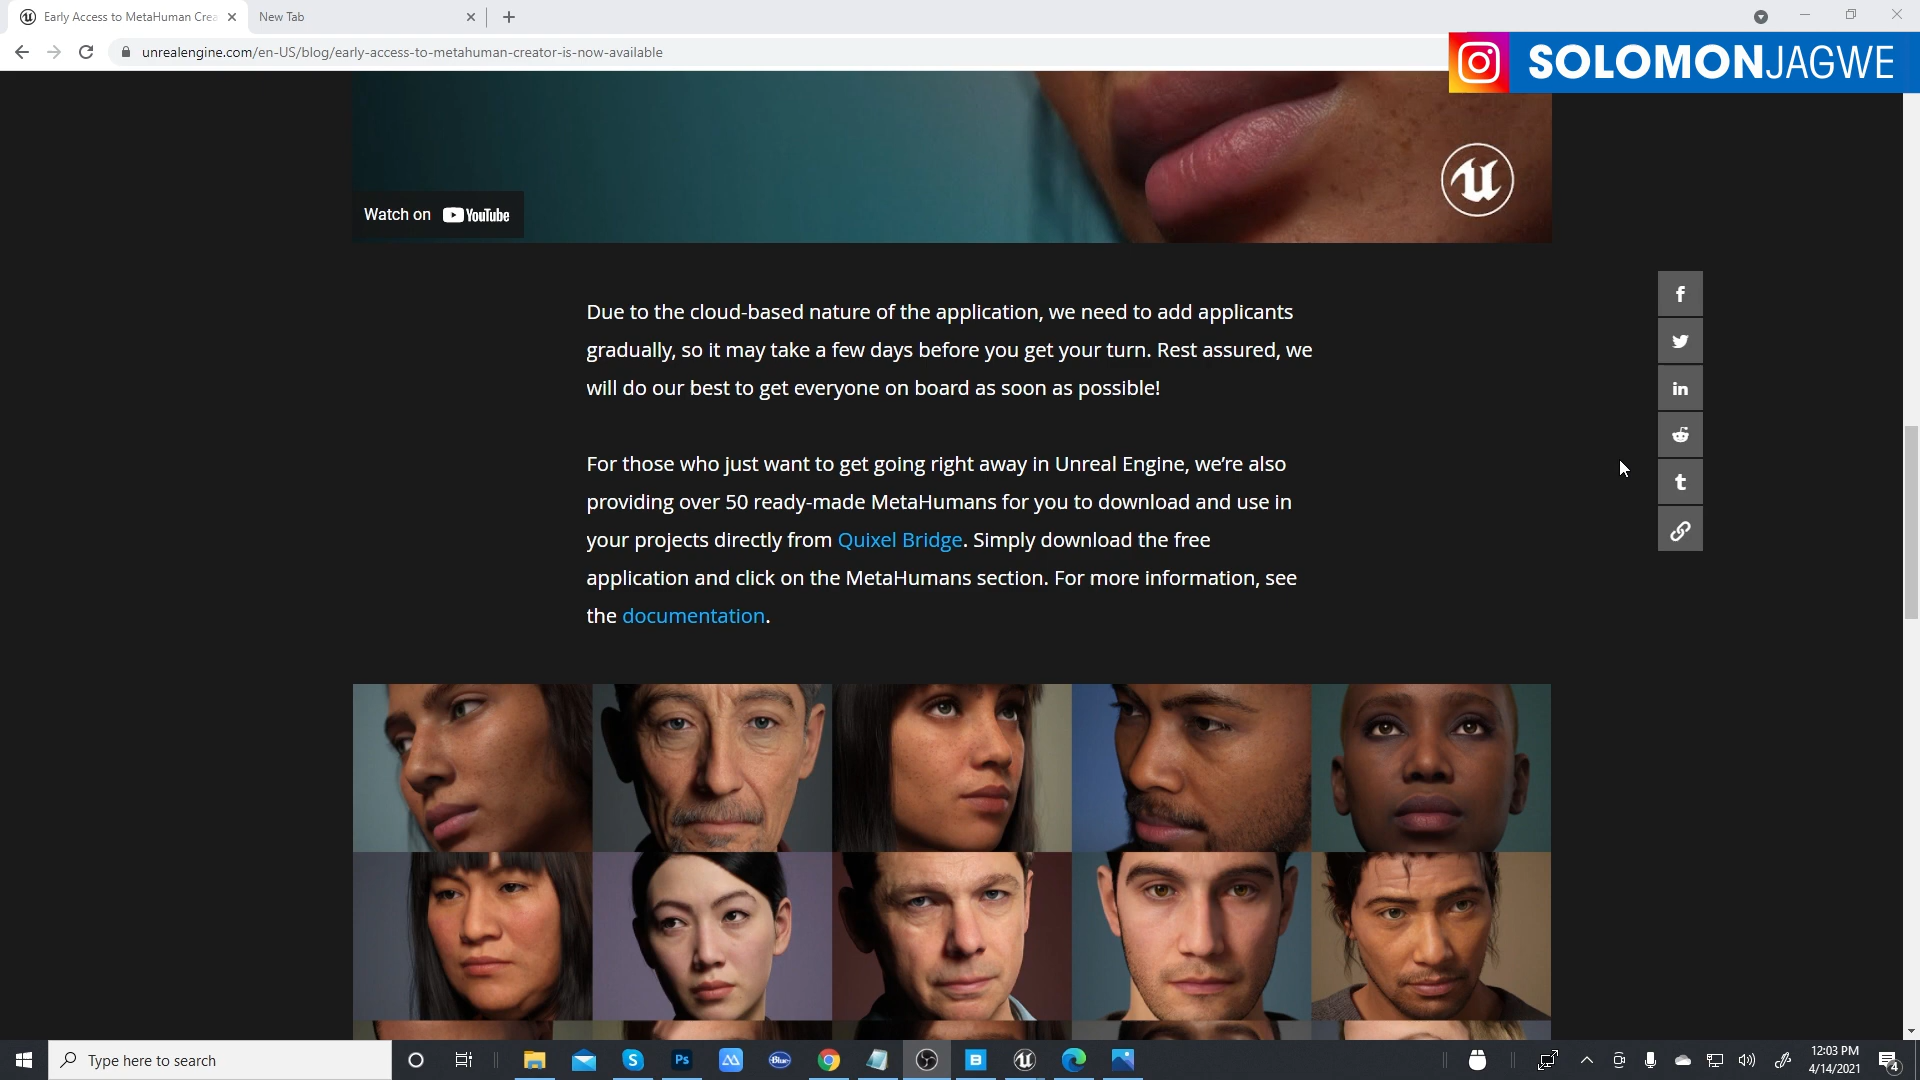 Early Access to MetaHuman Crea
New Tab
unrealengine.com/en-US/blog/early-access-to-metahuman-creator-is-now-available
SOLOMONJAGWE
Watch on YouTube
Due to the cloud-based nature of the application, we need to add applicants
gradually, so it may take a few days before you get your turn. Rest assured, we
will do our best to get everyone on board as soon as possible!
For those who just want to get going right away in Unreal Engine, we’re also
providing over 50 ready-made MetaHumans for you to download and use in
your projects directly from Quixel Bridge. Simply download the free
application and click on the MetaHumans section. For more information, see
the documentation.
Type here to search
Ps
Blue
B
12:03 PM
4/14/2021
4